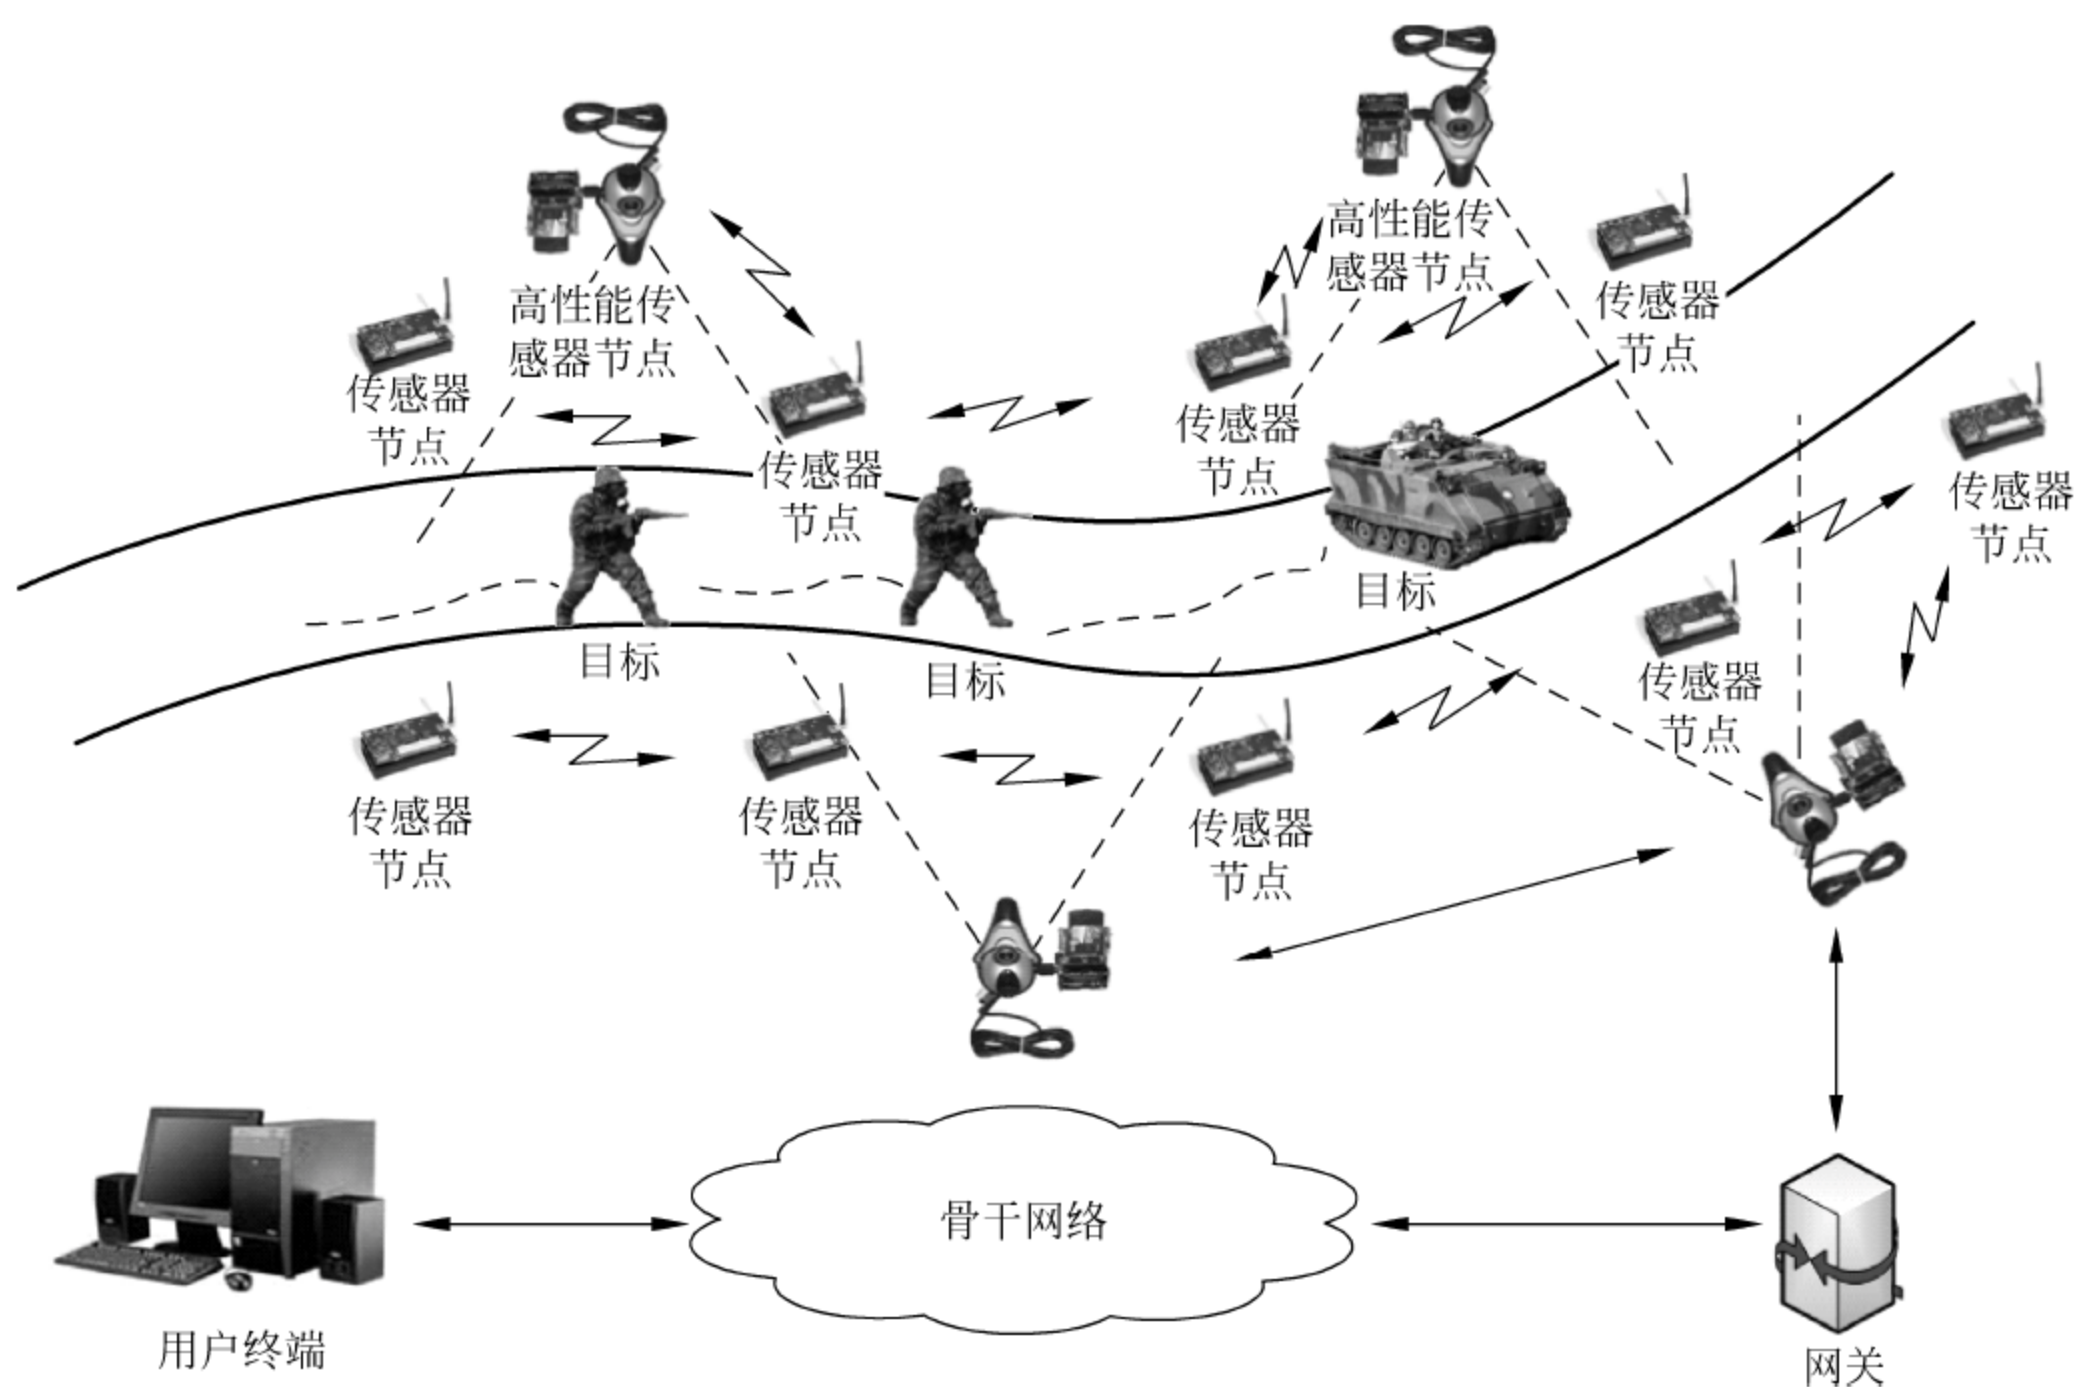 高性能传
感器节点
高性能传
感器节点
传感器
节点
传感器
节点
传感器
节点
传感器
节点
传感器
节点
目标
目标
目标
传感器
节点
传感器
节点
传感器
节点
传感器
节点
骨干网络
用户终端
网关